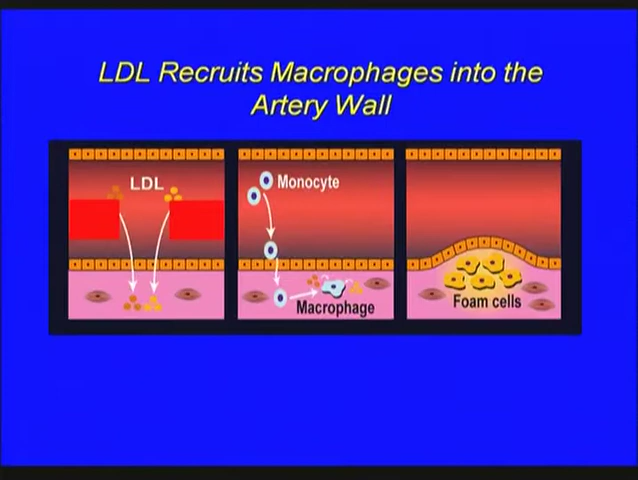 LDL Recruits Macrophages into the
Artery Wall
LDL
Monocyte
Macrophage
Foam cells